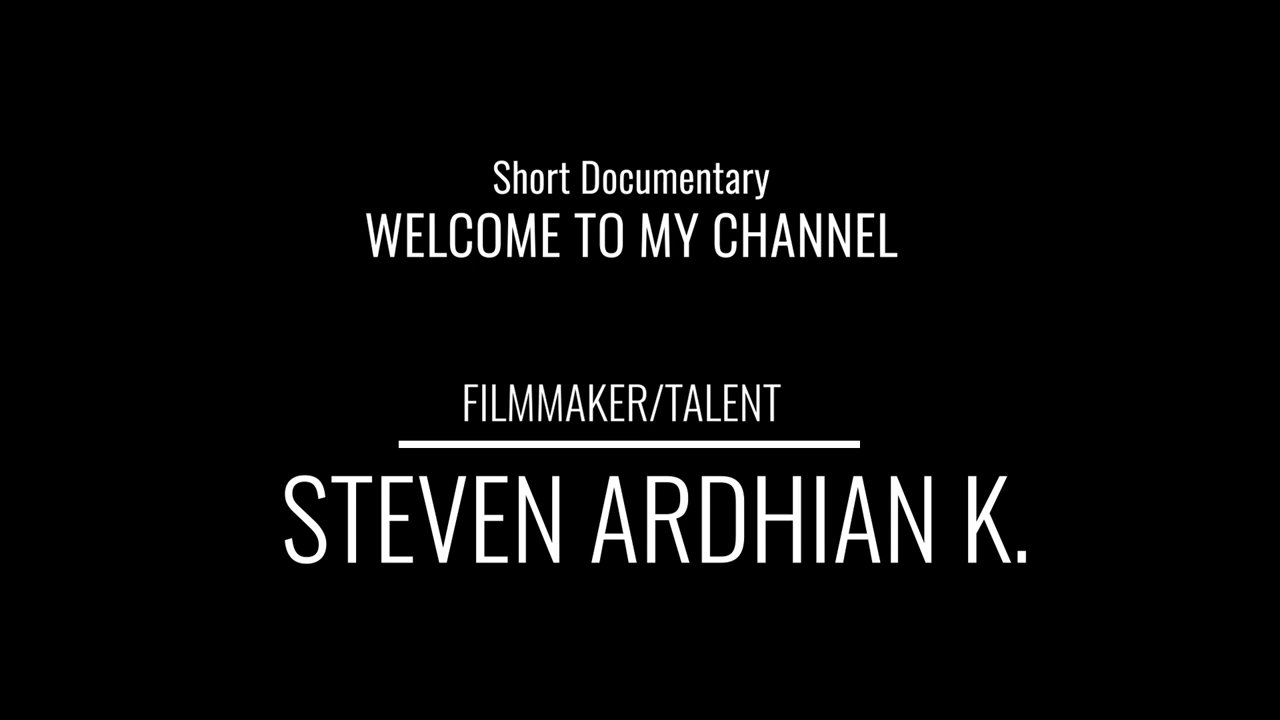 Short Documentary
WELCOME TO MY CHANNEL
FILMMAKER/TALENT
STEVEN ARDHIAN K.